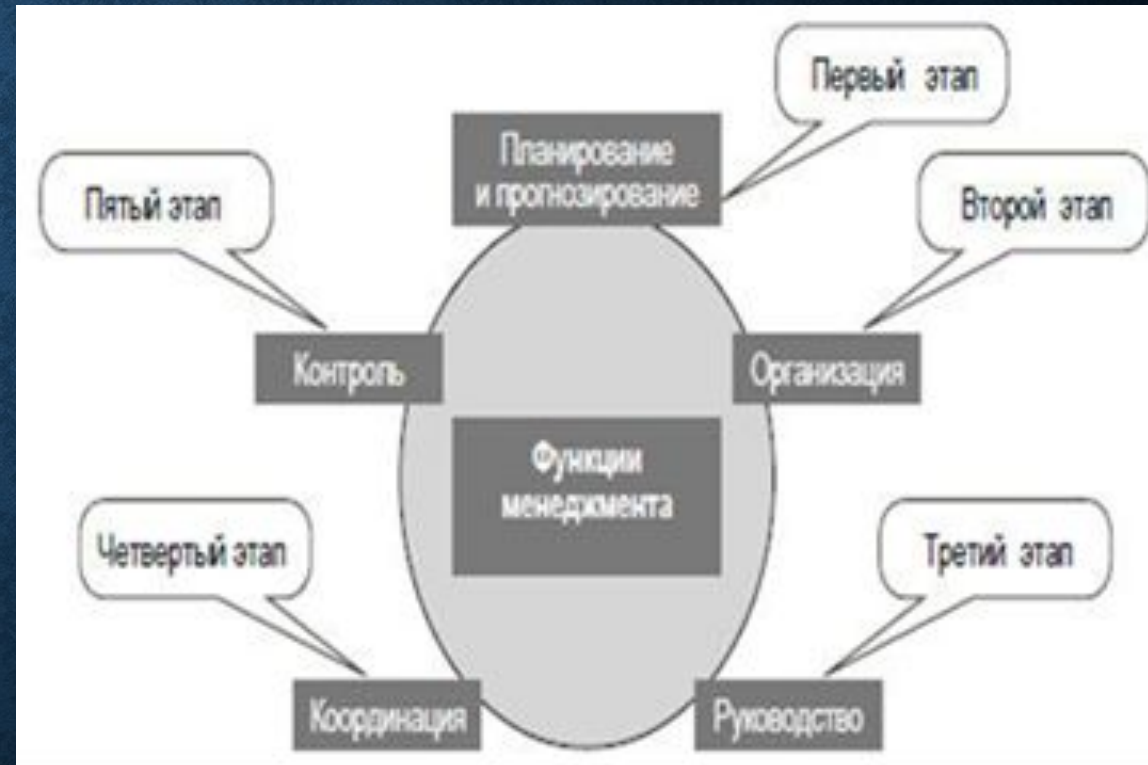 Первый этап
Планирование
и прогнозирование
Пятый этап
Второй этап
Контроль
Организация
Функции
менеджмента
Четвертый этап
Третий этап
Координация
Руководство